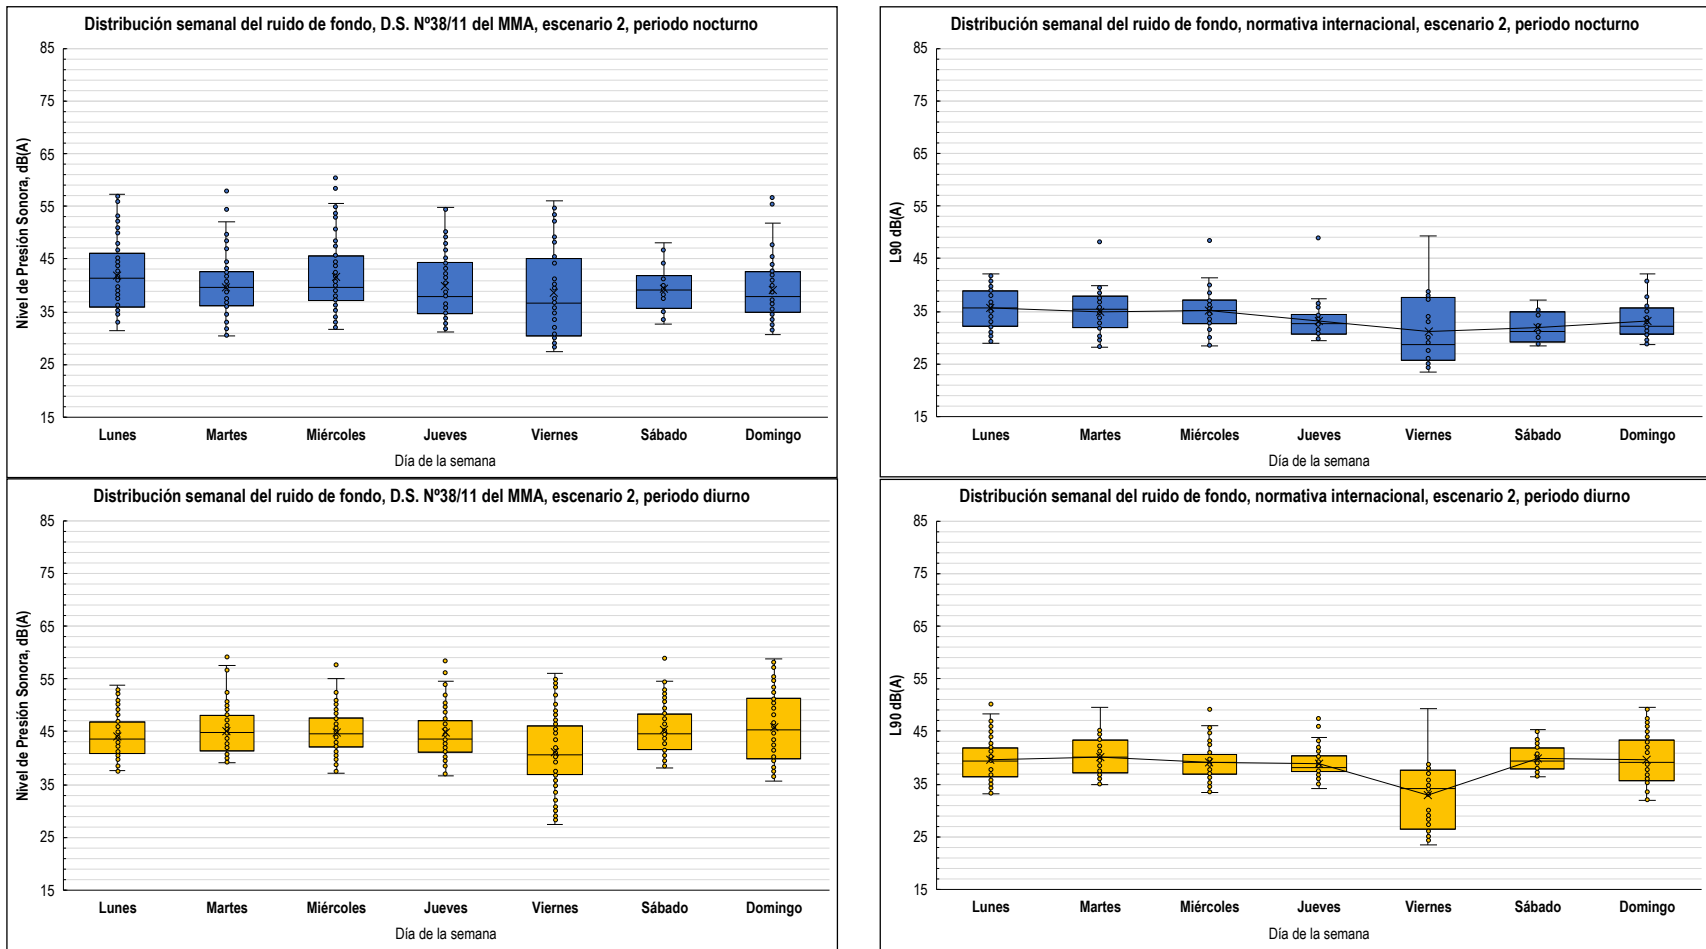 Distribución semanal del ruido de fondo, D.S. Nº38/11 del MMA, escenario 2, periodo nocturno
Nivel de Presión Sonora, dB(A)
85
75
65
55
45
35
25
15
Lunes Martes Miércoles Jueves Viernes Sábado Domingo
Día de la semana
Distribución semanal del ruido de fondo, normativa internacional, escenario 2, periodo nocturno
L90 dB(A)
85
75
65
55
45
35
25
15
Lunes Martes Miércoles Jueves Viernes Sábado Domingo
Día de la semana
Distribución semanal del ruido de fondo, D.S. Nº38/11 del MMA, escenario 2, periodo diurno
Nivel de Presión Sonora, dB(A)
85
75
65
55
45
35
25
15
Lunes Martes Miércoles Jueves Viernes Sábado Domingo
Día de la semana
Distribución semanal del ruido de fondo, normativa internacional, escenario 2, periodo diurno
L90 dB(A)
85
75
65
55
45
35
25
15
Lunes Martes Miércoles Jueves Viernes Sábado Domingo
Día de la semana